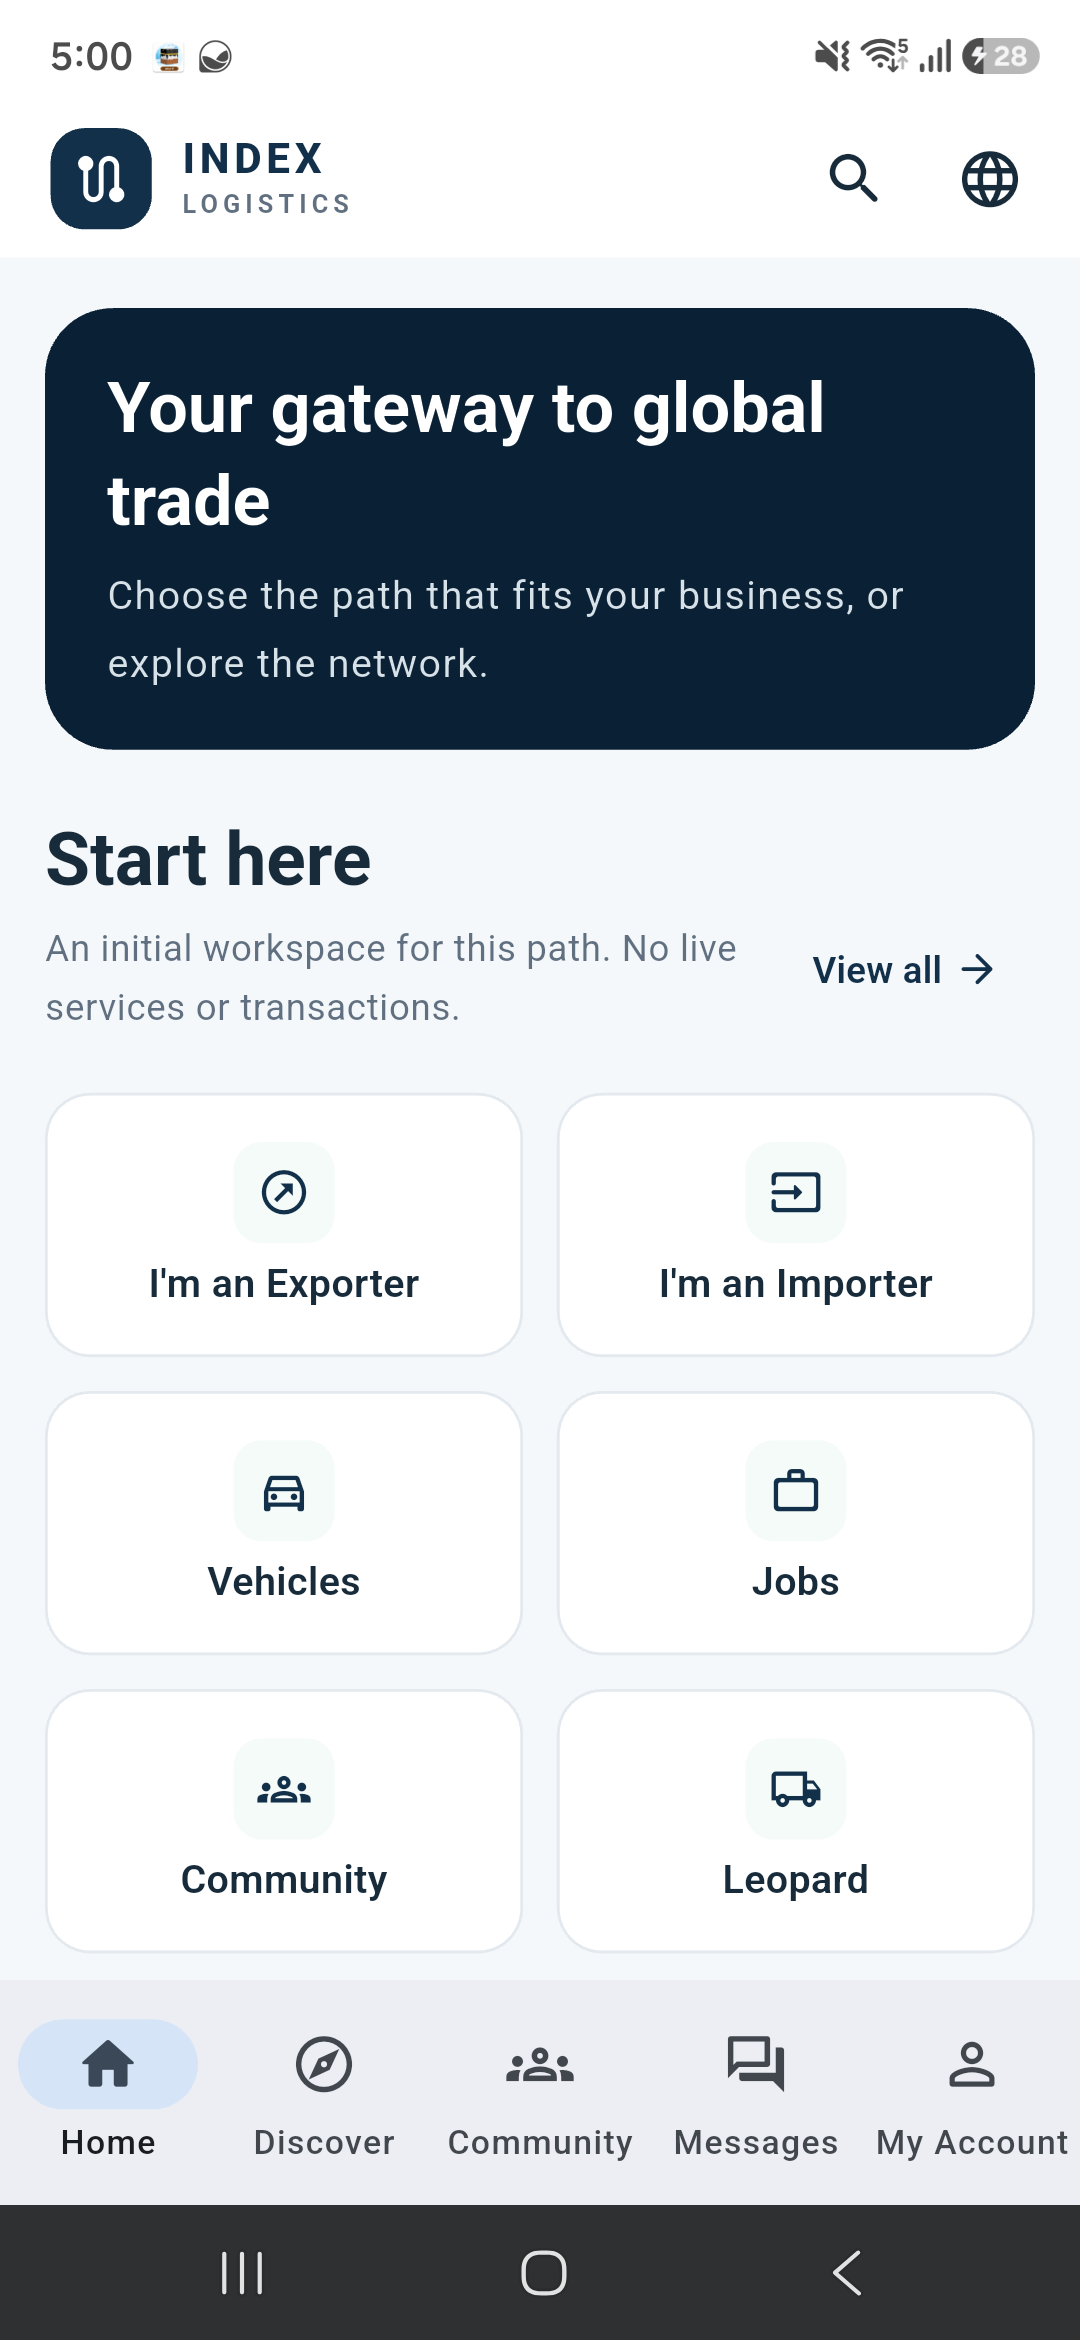 5:00
5
28
INDEX
LOGISTICS
Your gateway to global
trade
Choose the path that fits your business, or
explore the network.
Start here
An initial workspace for this path. No live
services or transactions.
View all
I'm an Exporter
I'm an Importer
Vehicles
Jobs
Community
Leopard
Home
Discover
Community
Messages
My Account